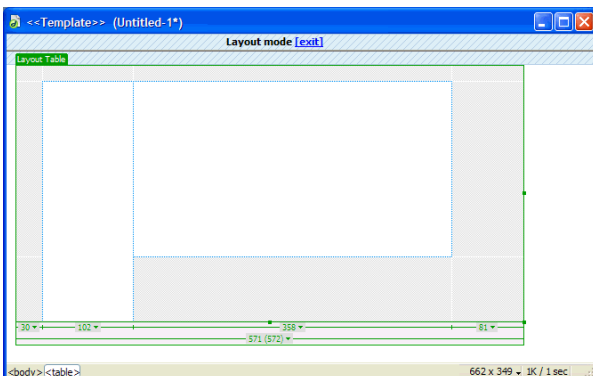 <<Template>> (Untitled-1*)
Layout mode [exit]
Layout Table
30 102 358 81
571 (572)
<body> <table> 662 x 349 1K / 1 sec